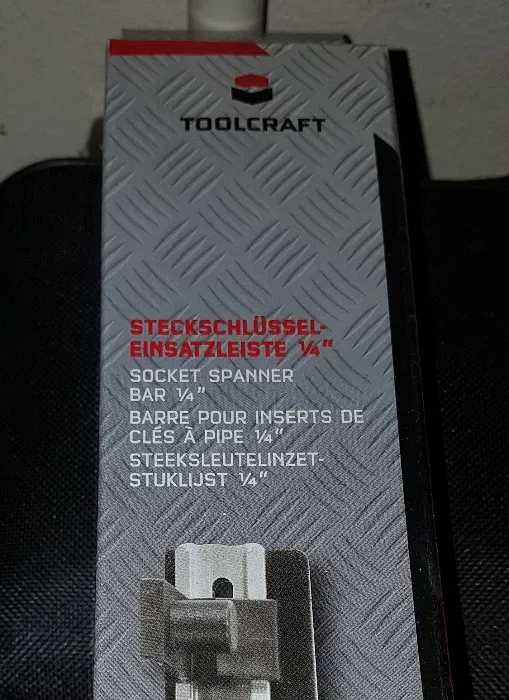 TOOLCRAFT
STECKSCHLÜSSEL-
EINSATZLEISTE ¼"
SOCKET SPANNER
BAR ¼"
BARRE POUR INSERTS DE
CLÉS À PIPE ¼"
STEEKSLEUTELINZET-
STUKLIJST ¼"